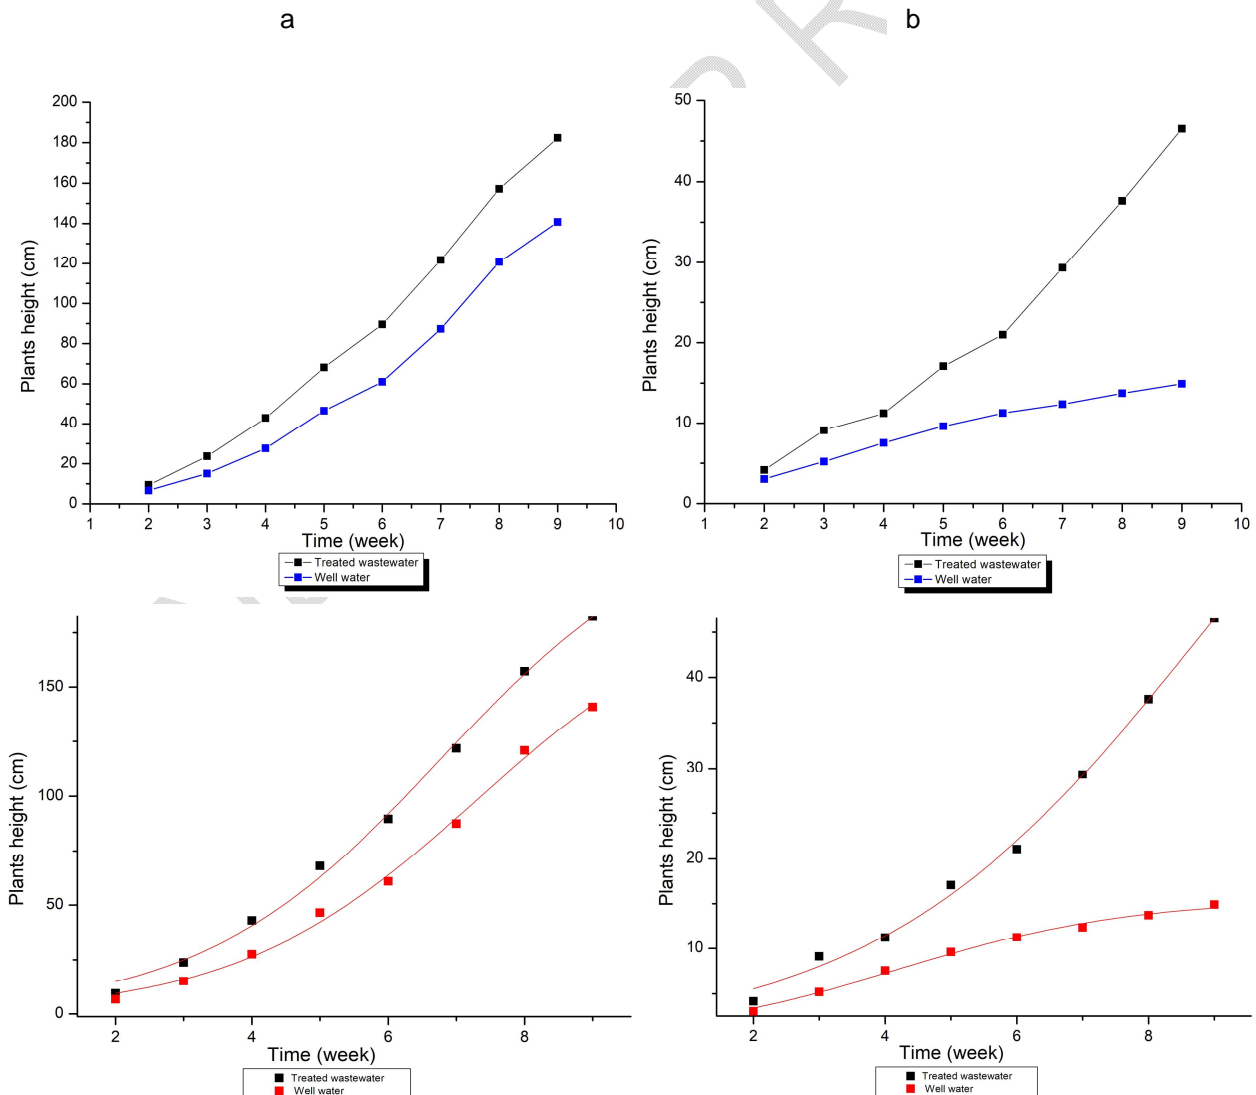 a
b
200
180
160
140
120
100
80
60
40
20
0
Plants height (cm)
1 2 3 4 5 6 7 8 9 10
Time (week)
Treated wastewater
Well water
50
40
30
20
10
0
Plants height (cm)
1 2 3 4 5 6 7 8 9 10
Time (week)
Treated wastewater
Well water
150
100
50
0
Plants height (cm)
2 4 6 8
Time (week)
Treated wastewater
Well water
40
30
20
10
Plants height (cm)
2 4 6 8
Time (week)
Treated wastewater
Well water
P R